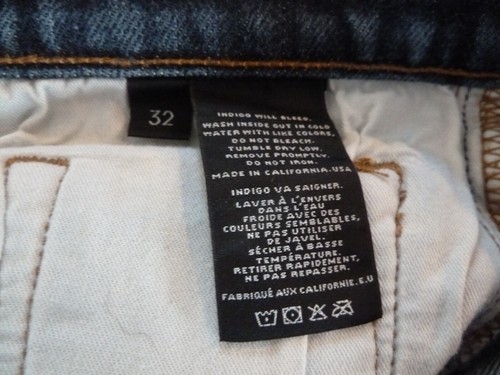 32
INDIGO WILL BLEED.
WASH INSIDE OUT IN COLD
WATER WITH LIKE COLORS,
DO NOT BLEACH.
TUMBLE DRY LOW.
REMOVE PROMPTLY.
DO NOT IRON.
MADE IN CALIFORNIA.USA
INDIGO VA SAIGNER.
LAVER À L'ENVERS
DANS L'EAU
FROIDE AVEC DES
COULEURS SEMBLABLES,
NE PAS UTILISER
DE JAVEL.
SÉCHER À BASSE
TEMPÉRATURE.
RETIRER RAPIDEMENT,
NE PAS REPASSER.
FABRIQUÉ AUX CALIFORNIE.E.U